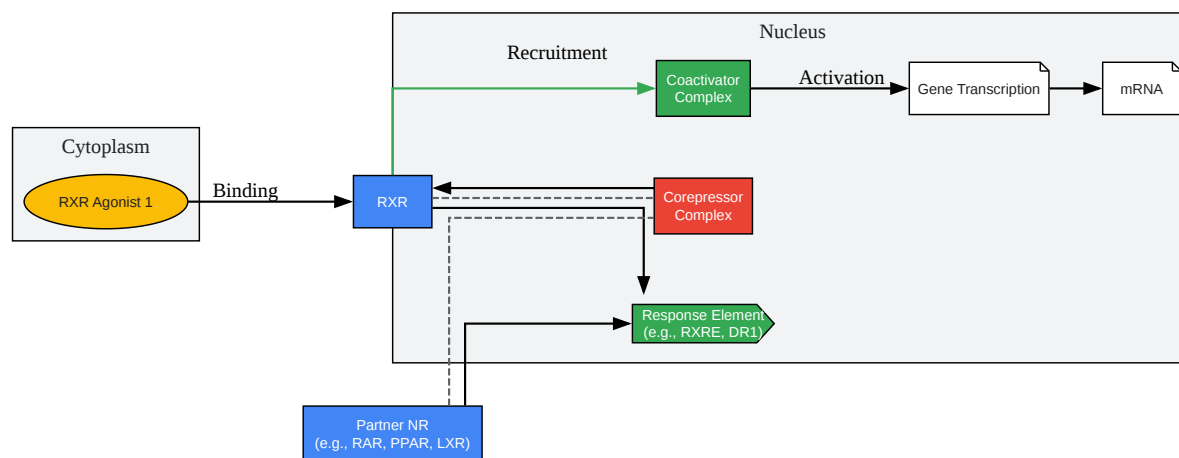 Nucleus
Recruitment
Coactivator
Complex
Activation
Gene Transcription
mRNA
Cytoplasm
RXR Agonist 1
Binding
RXR
Corepressor
Complex
Response Element
(e.g., RXRE, DR1)
Partner NR
(e.g., RAR, PPAR, LXR)